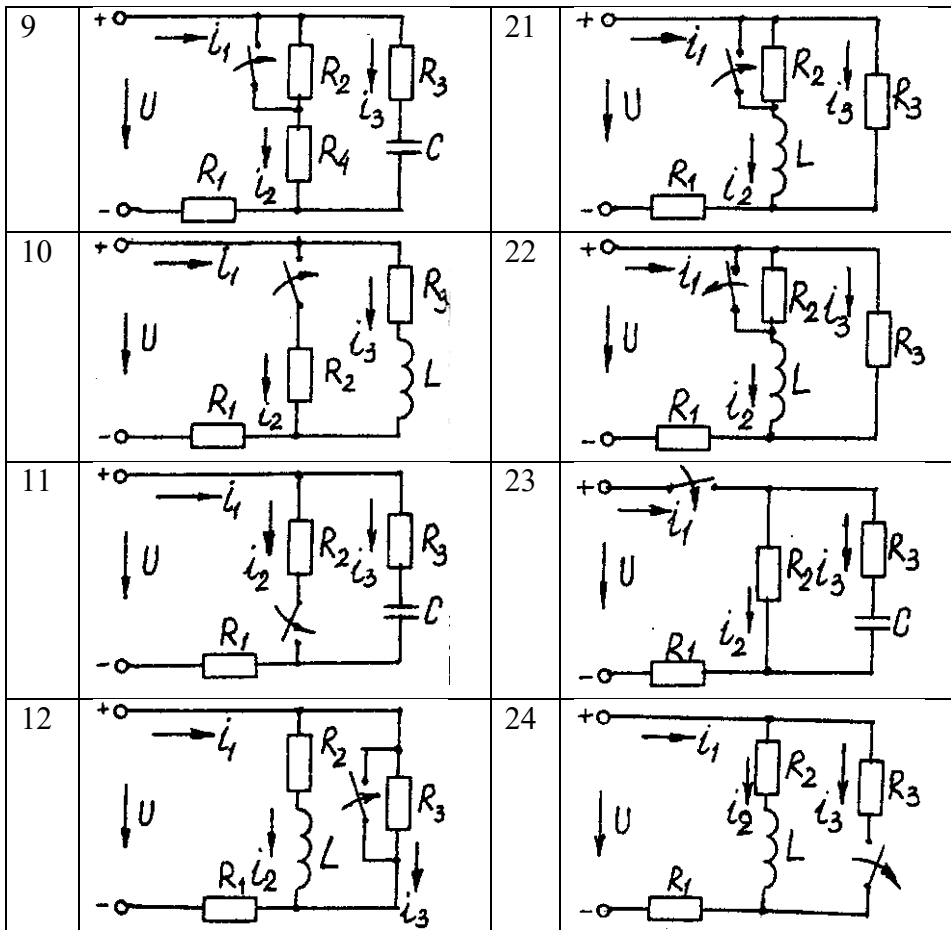 9
+ i₁ R₂ i₃ R₃
U R₄ i₂ C
R₁
-
21
+ i₁ R₂ i₃ R₃
U L
R₁ i₂
-
10
+ i₁ R₃
U i₃ L
R₁ i₂ R₂
-
22
+ i₁ R₂ i₃
U R₃
R₁ i₂ L
-
11
+ i₁
U i₂ R₂ i₃ R₃
C
R₁
-
23
+ i₁
U R₂ i₃ R₃
i₂ C
R₁
-
12
+ i₁ R₂
U R₃
R₁ i₂ L i₃
-
24
+ i₁ R₂ R₃
U i₂ i₃
L
R₁
-